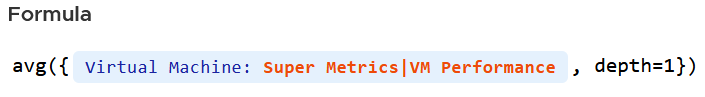 Formula
avg({ Virtual Machine: Super Metrics|VM Performance , depth=1})